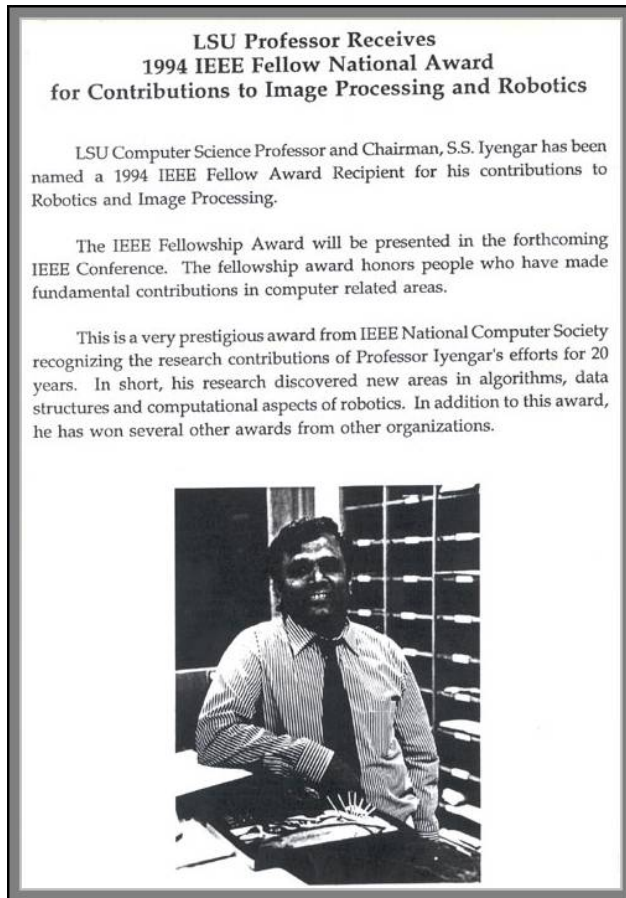 LSU Professor Receives
1994 IEEE Fellow National Award
for Contributions to Image Processing and Robotics
LSU Computer Science Professor and Chairman, S.S. Iyengar has been
named a 1994 IEEE Fellow Award Recipient for his contributions to
Robotics and Image Processing.
The IEEE Fellowship Award will be presented in the forthcoming
IEEE Conference. The fellowship award honors people who have made
fundamental contributions in computer related areas.
This is a very prestigious award from IEEE National Computer Society
recognizing the research contributions of Professor Iyengar's efforts for 20
years. In short, his research discovered new areas in algorithms, data
structures and computational aspects of robotics. In addition to this award,
he has won several other awards from other organizations.